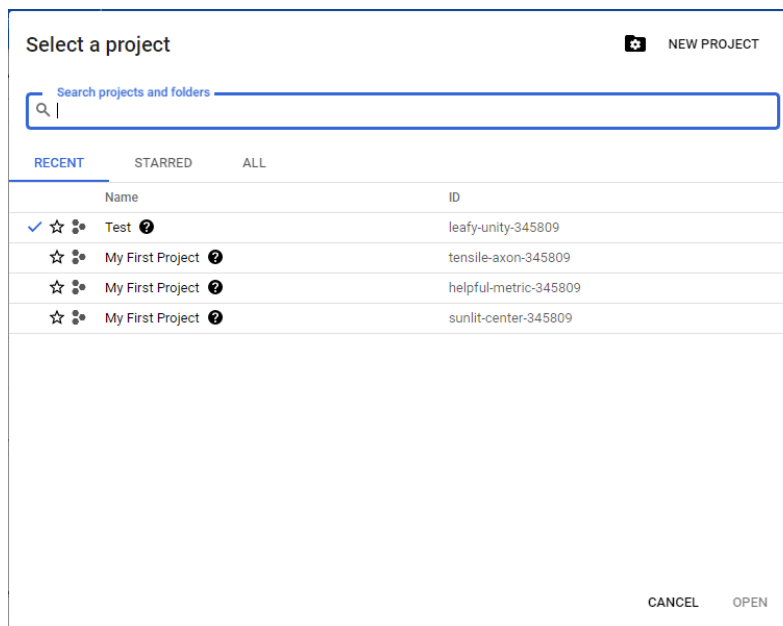 Select a project
NEW PROJECT
Search projects and folders
RECENT STARRED ALL
Name ID
Test leafy-unity-345809
My First Project tensile-axon-345809
My First Project helpful-metric-345809
My First Project sunlit-center-345809
CANCEL OPEN